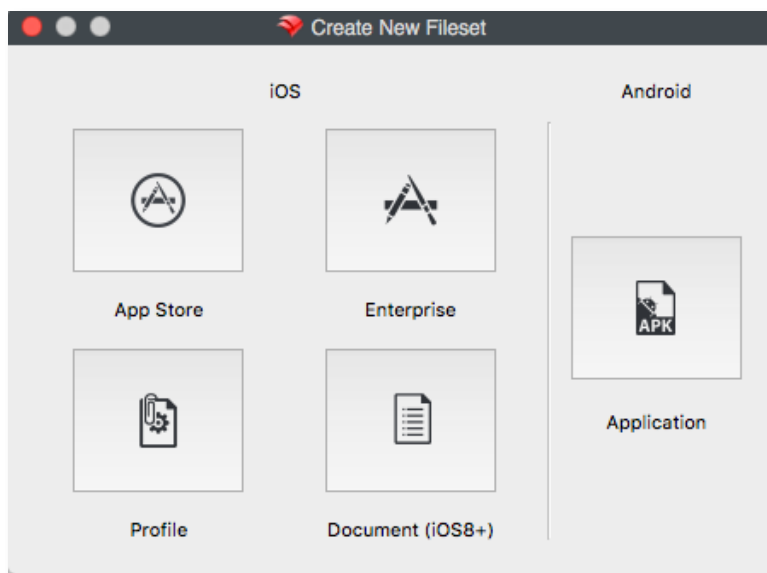 Create New Fileset
iOS
Android
App Store
Enterprise
APK
Application
Profile
Document (iOS8+)